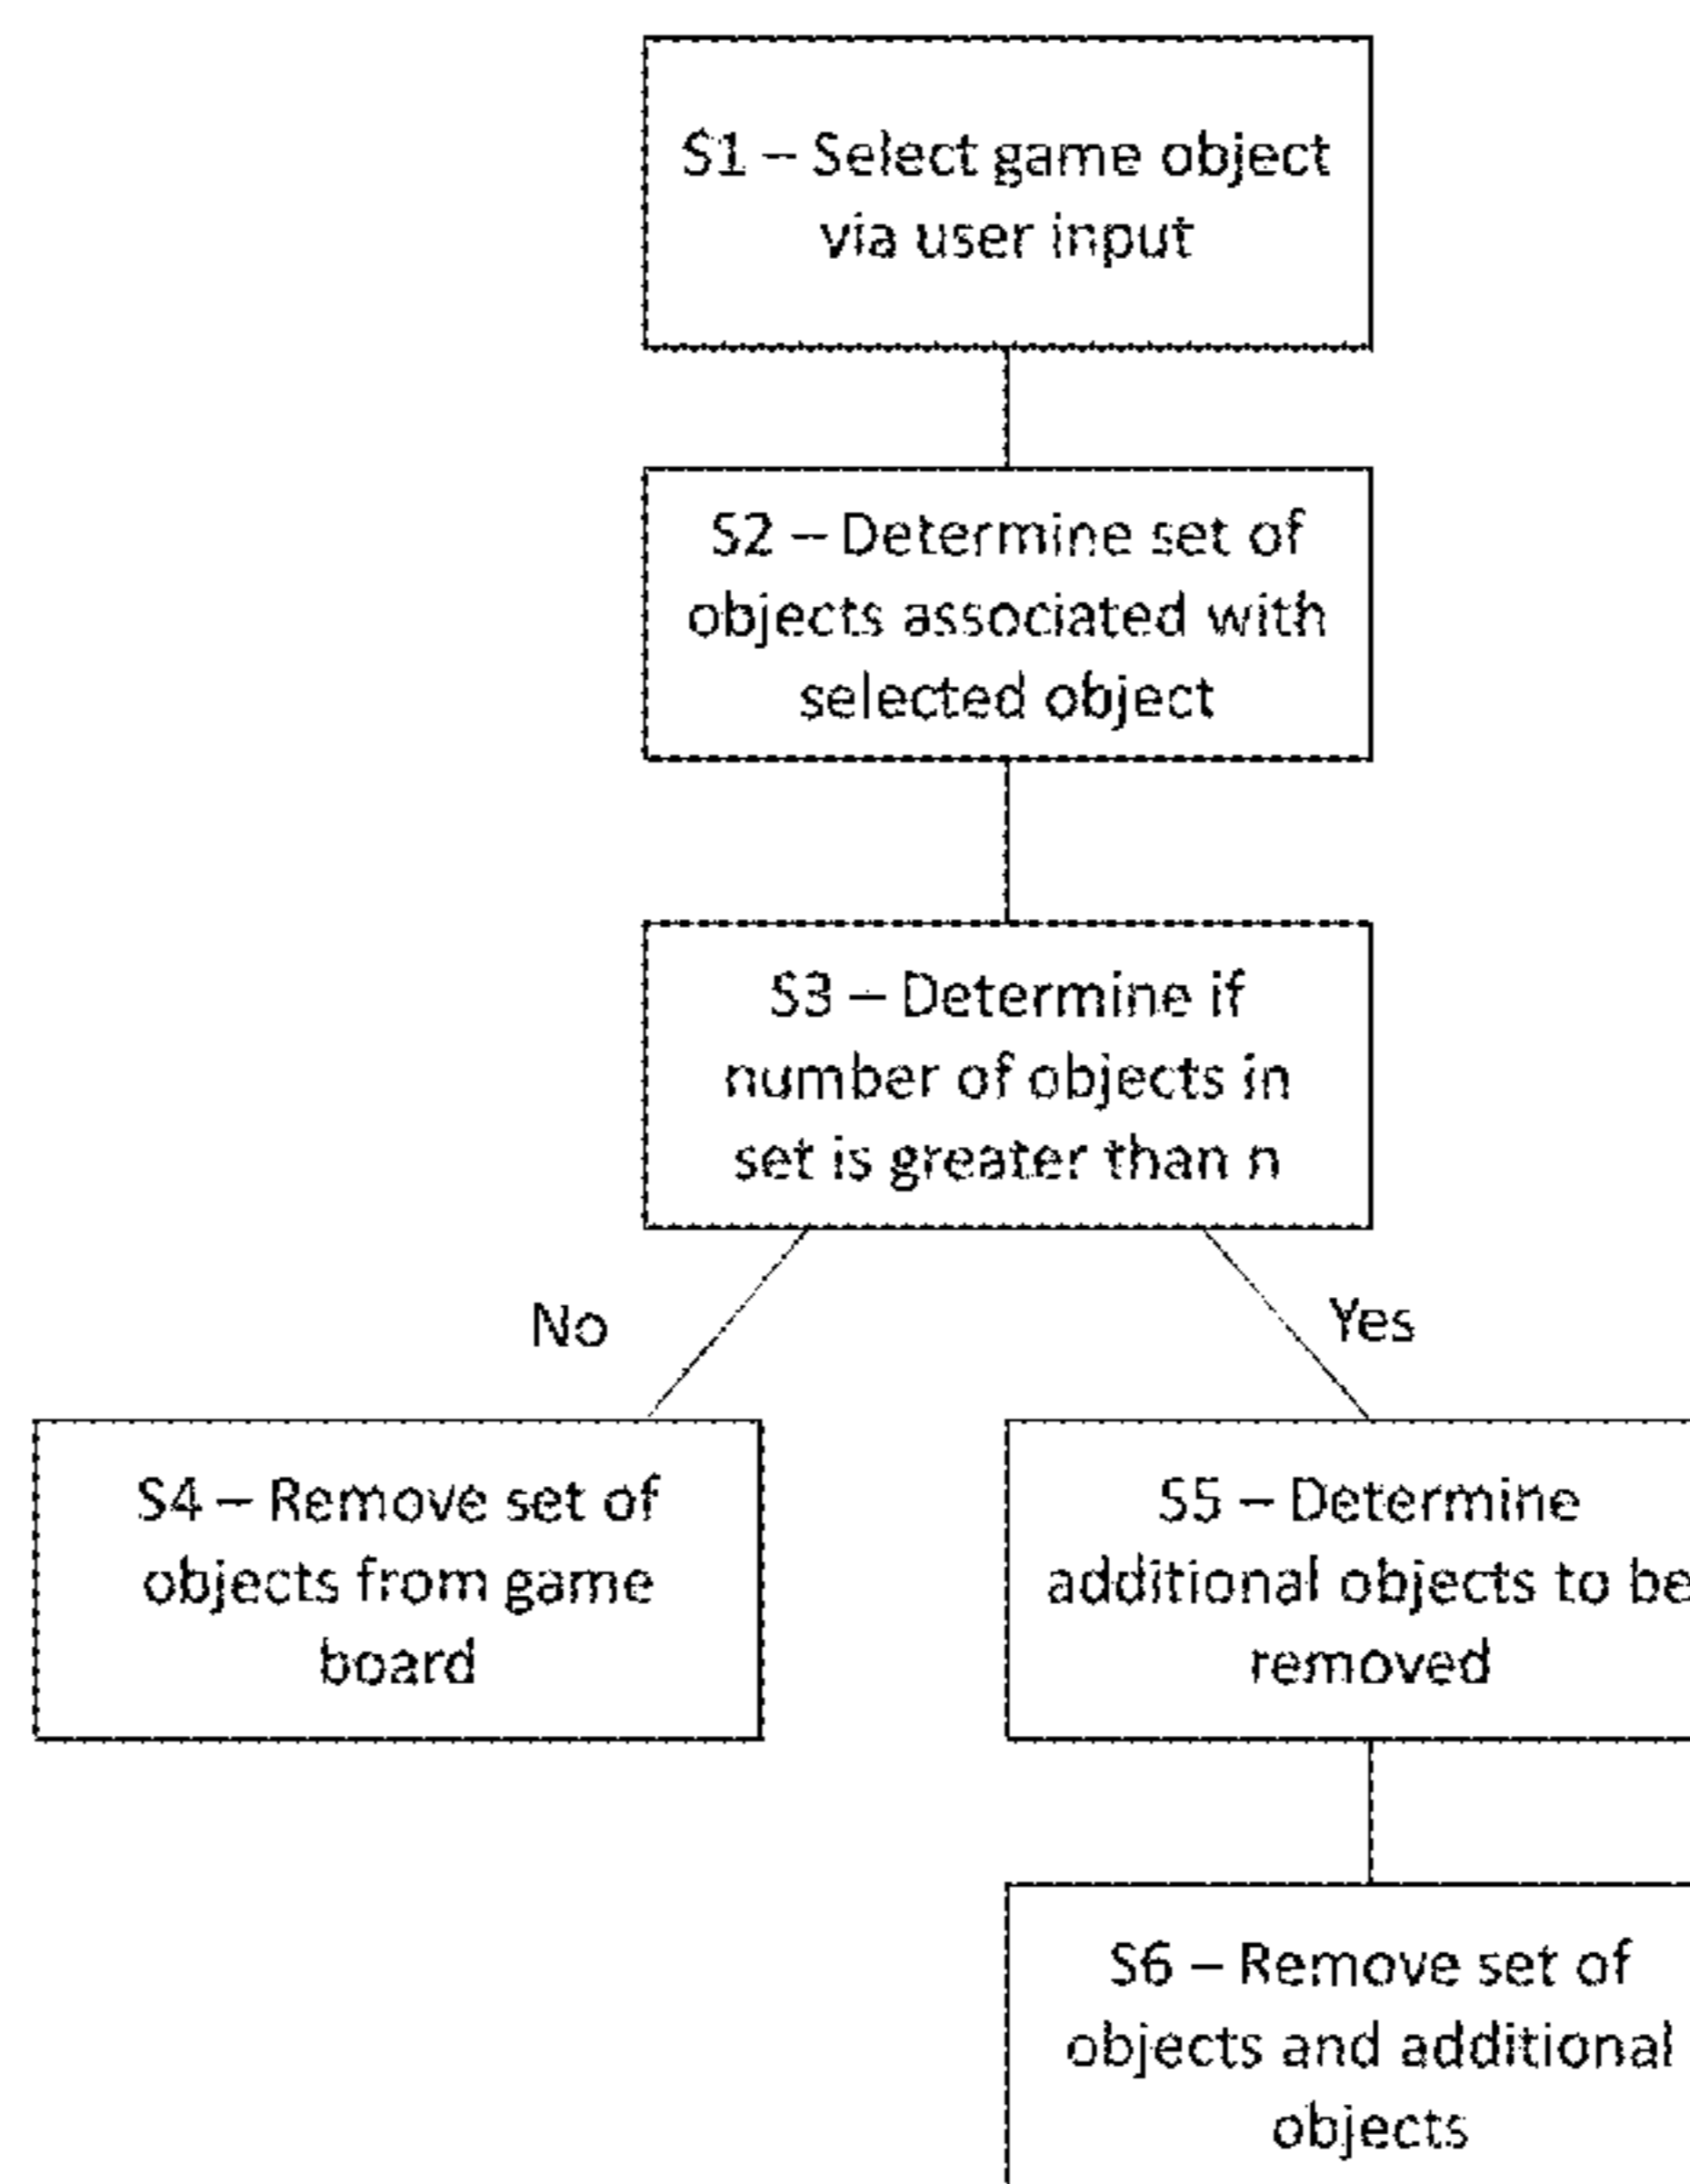 S1 – Select game object
via user input
S2 – Determine set of
objects associated with
selected object
S3 – Determine if
number of objects in
set is greater than n
No
Yes
S4 – Remove set of
objects from game
board
S5 – Determine
additional objects to be
removed
S6 – Remove set of
objects and additional
objects